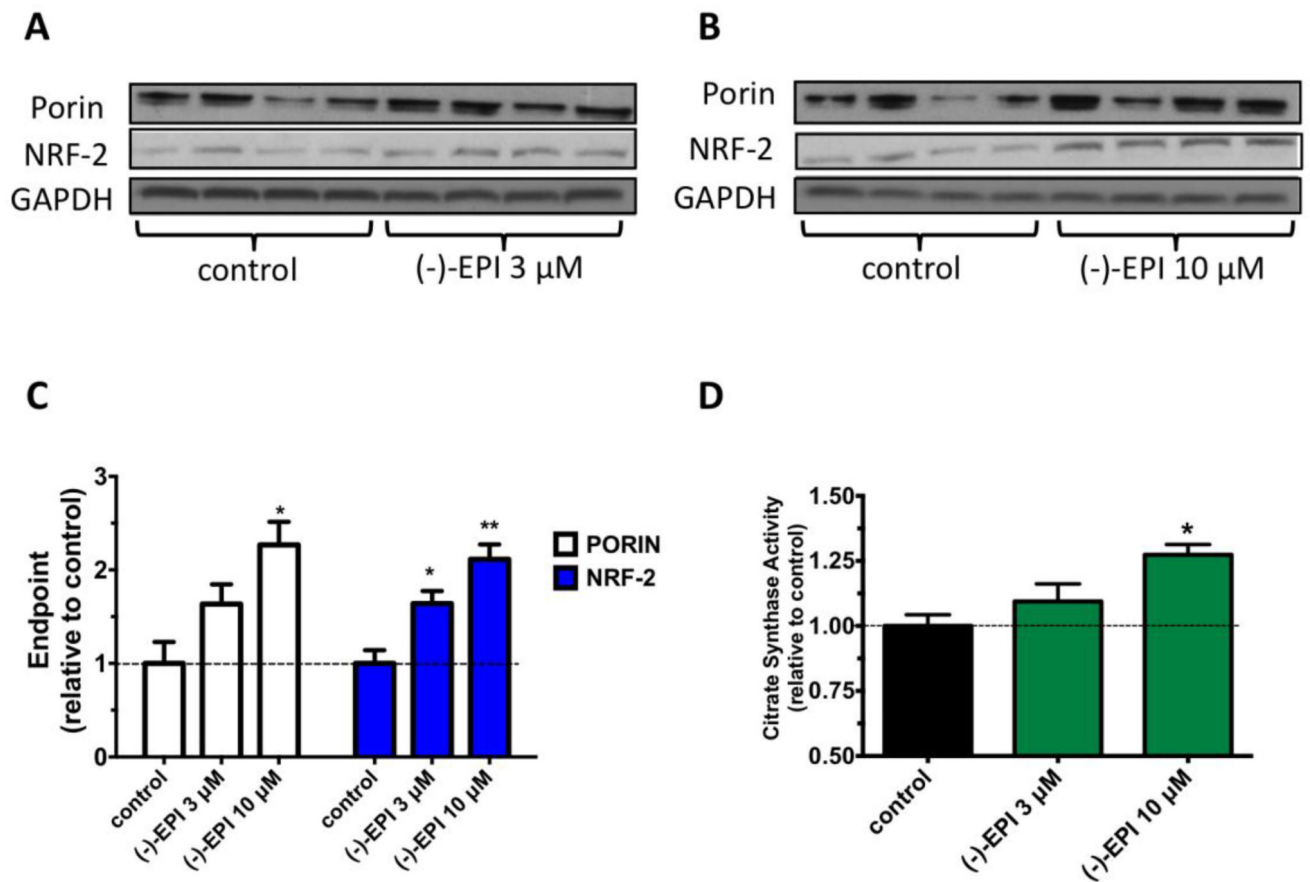 A
Porin
NRF-2
GAPDH
control
(-)-EPI 3 µM
B
Porin
NRF-2
GAPDH
control
(-)-EPI 10 µM
C
Endpoint
(relative to control)
3
2
1
0
*
*
**
PORIN
NRF-2
control
(-)-EPI 3 µM
(-)-EPI 10 µM
control
(-)-EPI 3 µM
(-)-EPI 10 µM
D
Citrate Synthase Activity
(relative to control)
1.50
1.25
1.00
0.75
0.50
*
control
(-)-EPI 3 µM
(-)-EPI 10 µM